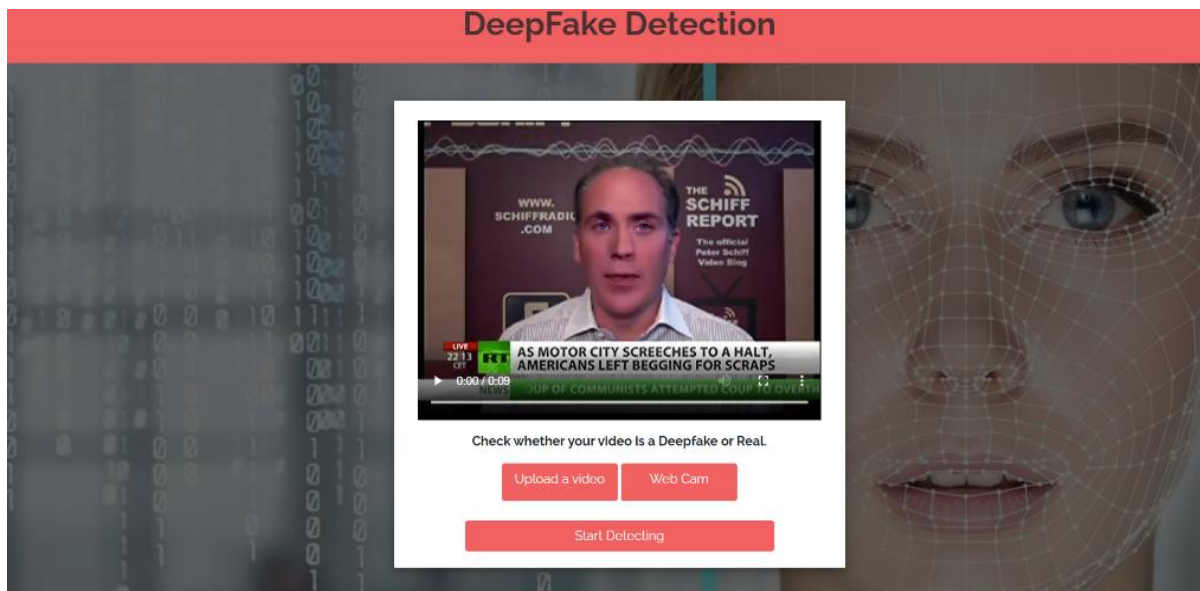 DeepFake Detection
WWW.
SCHIFFRADIO
.COM
THE
SCHIFF
REPORT
The official
Peter Schiff
Video Blog
LIVE
22 13
CET
RT
AS MOTOR CITY SCREECHES TO A HALT,
AMERICANS LEFT BEGGING FOR SCRAPS
0:00 / 0:09
NEWS
OUP OF COMMUNISTS ATTEMPTED COUP TO OVERTH
Check whether your video is a Deepfake or Real.
Upload a video
Web Cam
Start Detecting